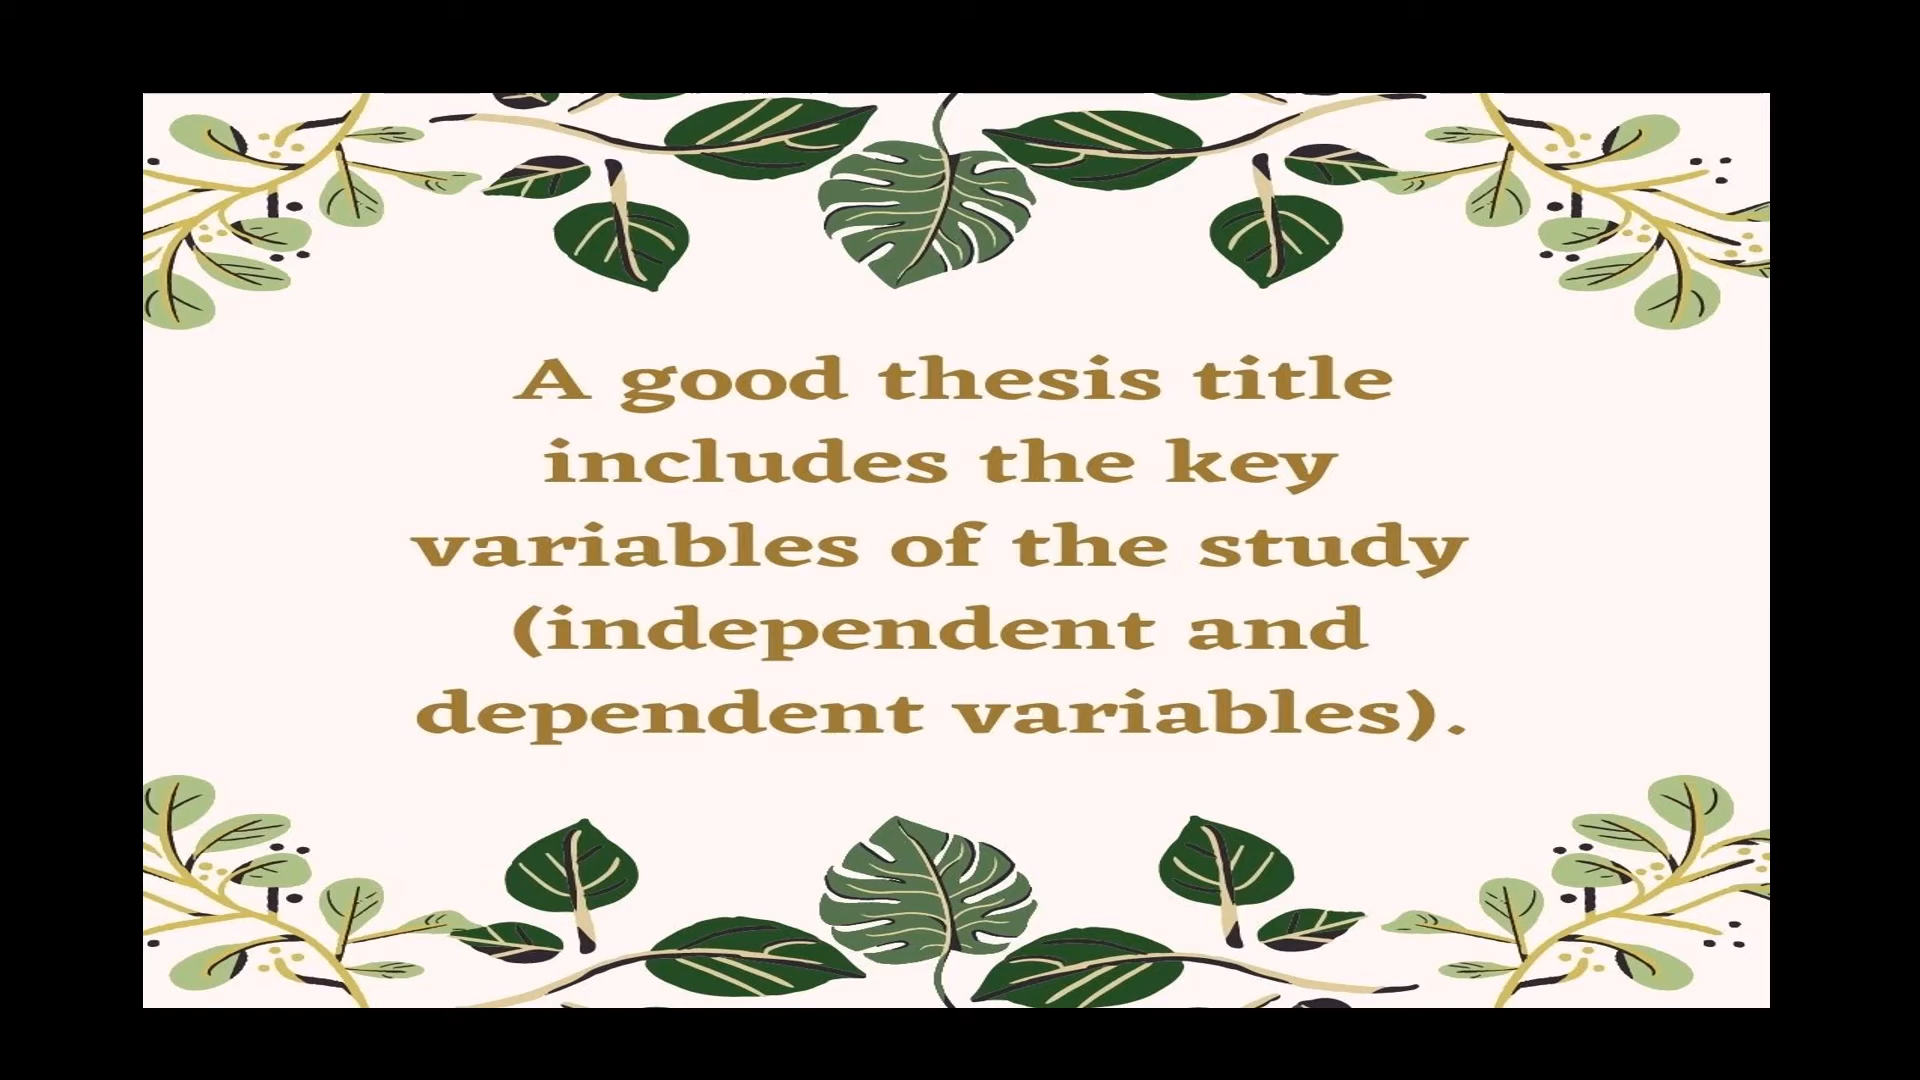 A good thesis title
includes the key
variables of the study
(independent and
dependent variables).